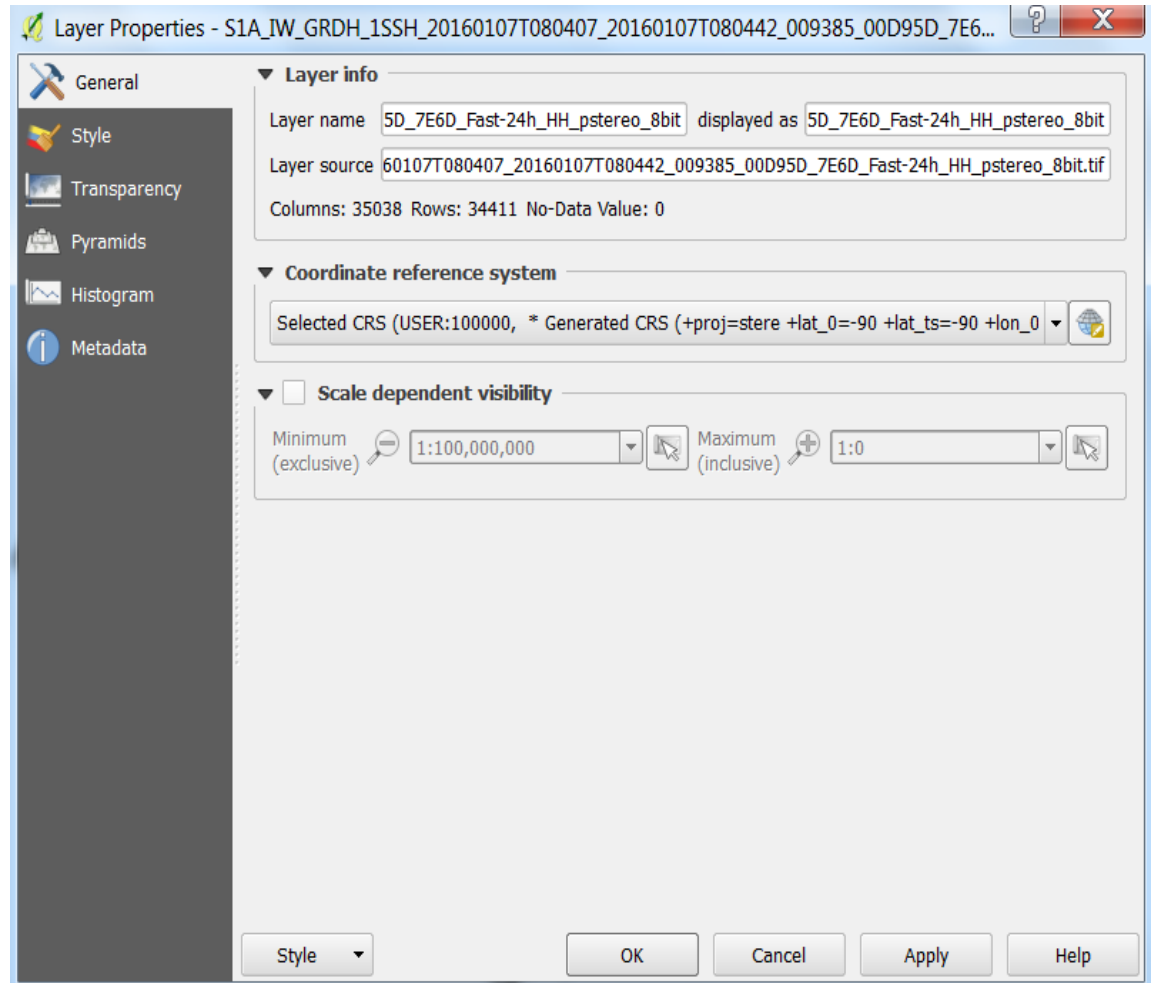 Layer Properties - S1A_IW_GRDH_1SSH_20160107T080407_20160107T080442_009385_00D95D_7E6...
General
Style
Transparency
Pyramids
Histogram
Metadata
Layer info
Layer name 5D_7E6D_Fast-24h_HH_pstereo_8bit displayed as 5D_7E6D_Fast-24h_HH_pstereo_8bit
Layer source 60107T080407_20160107T080442_009385_00D95D_7E6D_Fast-24h_HH_pstereo_8bit.tif
Columns: 35038 Rows: 34411 No-Data Value: 0
Coordinate reference system
Selected CRS (USER:100000, * Generated CRS (+proj=stere +lat_0=-90 +lat_ts=-90 +lon_0
Scale dependent visibility
Minimum
(exclusive)
1:100,000,000
Maximum
(inclusive)
1:0
Style OK Cancel Apply Help